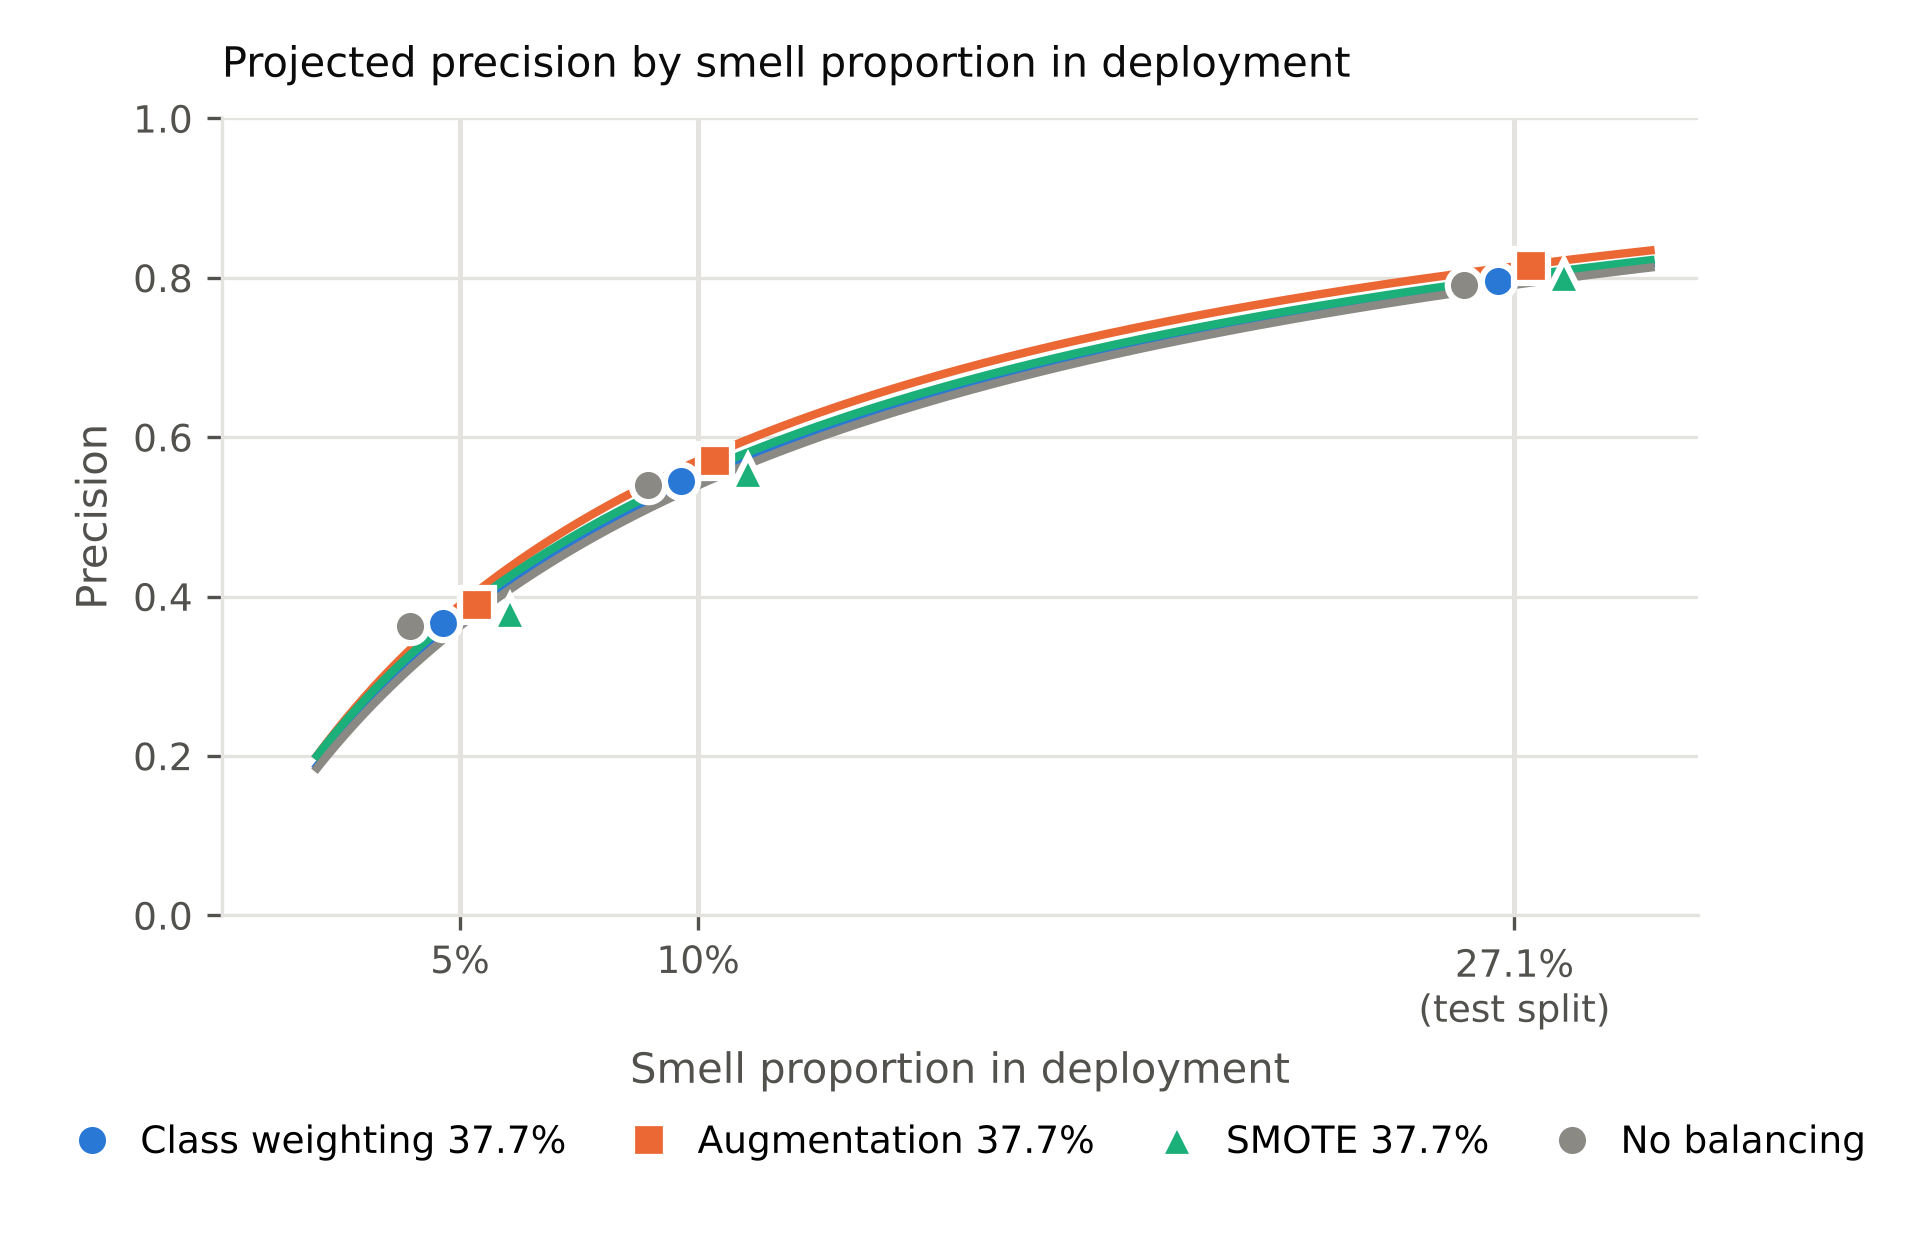 Projected precision by smell proportion in deployment
1.0
0.8
0.6
0.4
0.2
0.0
Precision
5%
10%
27.1%
(test split)
Smell proportion in deployment
Class weighting 37.7%
Augmentation 37.7%
SMOTE 37.7%
No balancing